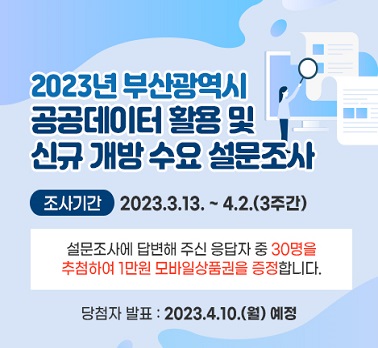 2023년 부산광역시
공공데이터 활용 및
신규 개방 수요 설문조사
조사기간 2023.3.13. ~ 4.2.(3주간)
설문조사에 답변해 주신 응답자 중 30명을
추첨하여 1만원 모바일상품권을 증정합니다.
당첨자 발표 : 2023.4.10.(월) 예정